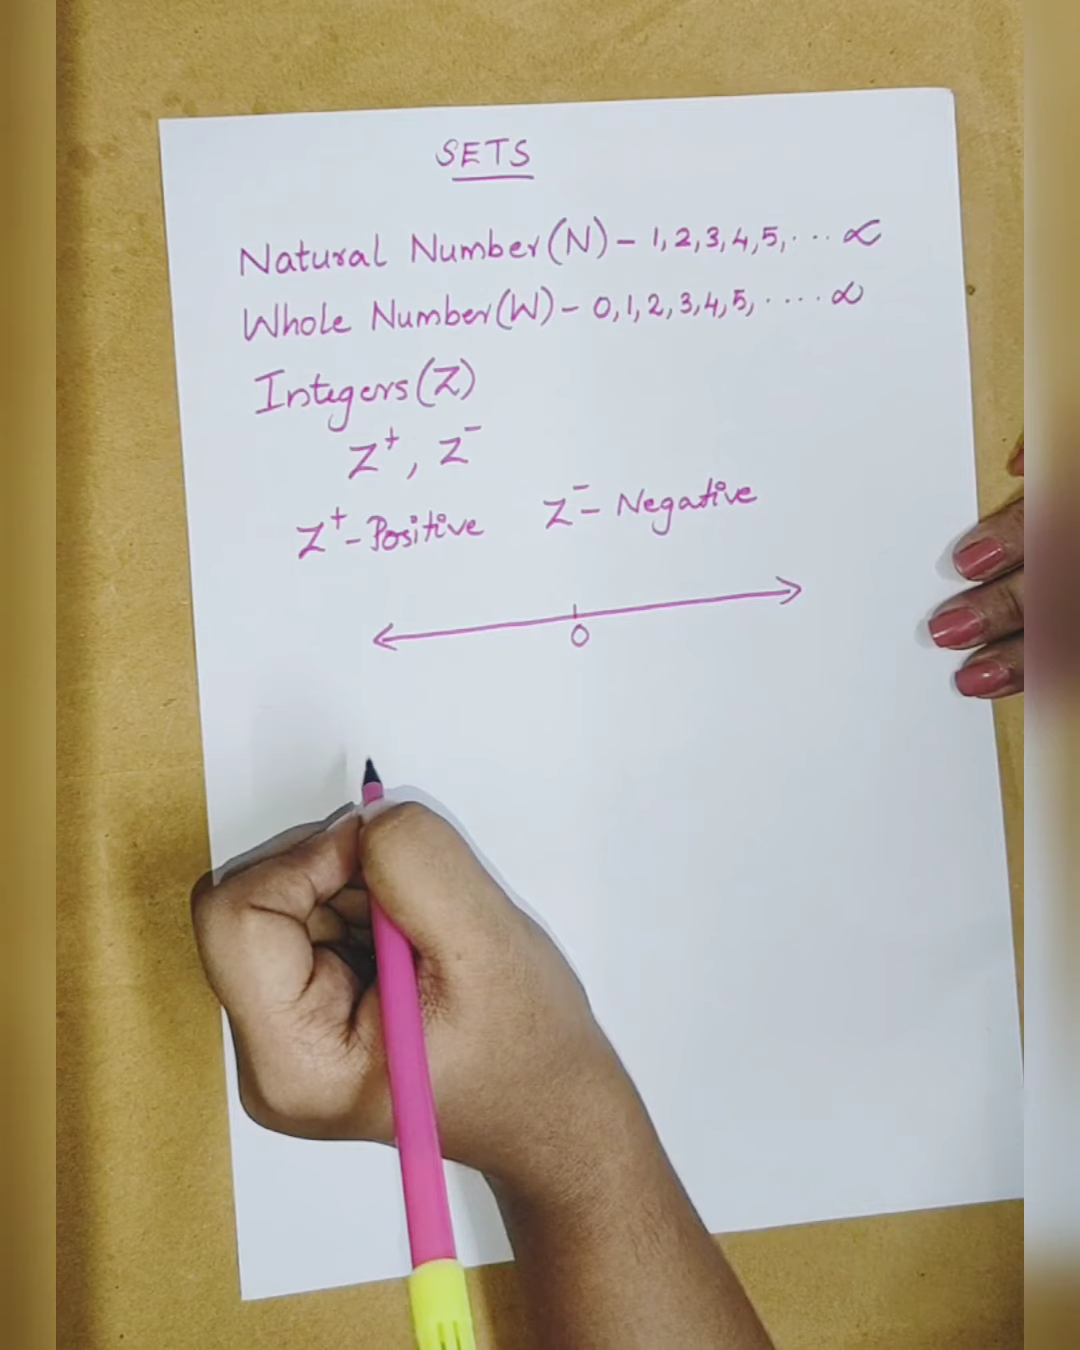 SETS
Natural Number(N) - 1,2,3,4,5,... ∝
Whole Number(W) - 0,1,2,3,4,5,.... ∝
Integers(Z)
Z⁺, Z⁻
Z⁺ - Positive Z⁻ - Negative
0